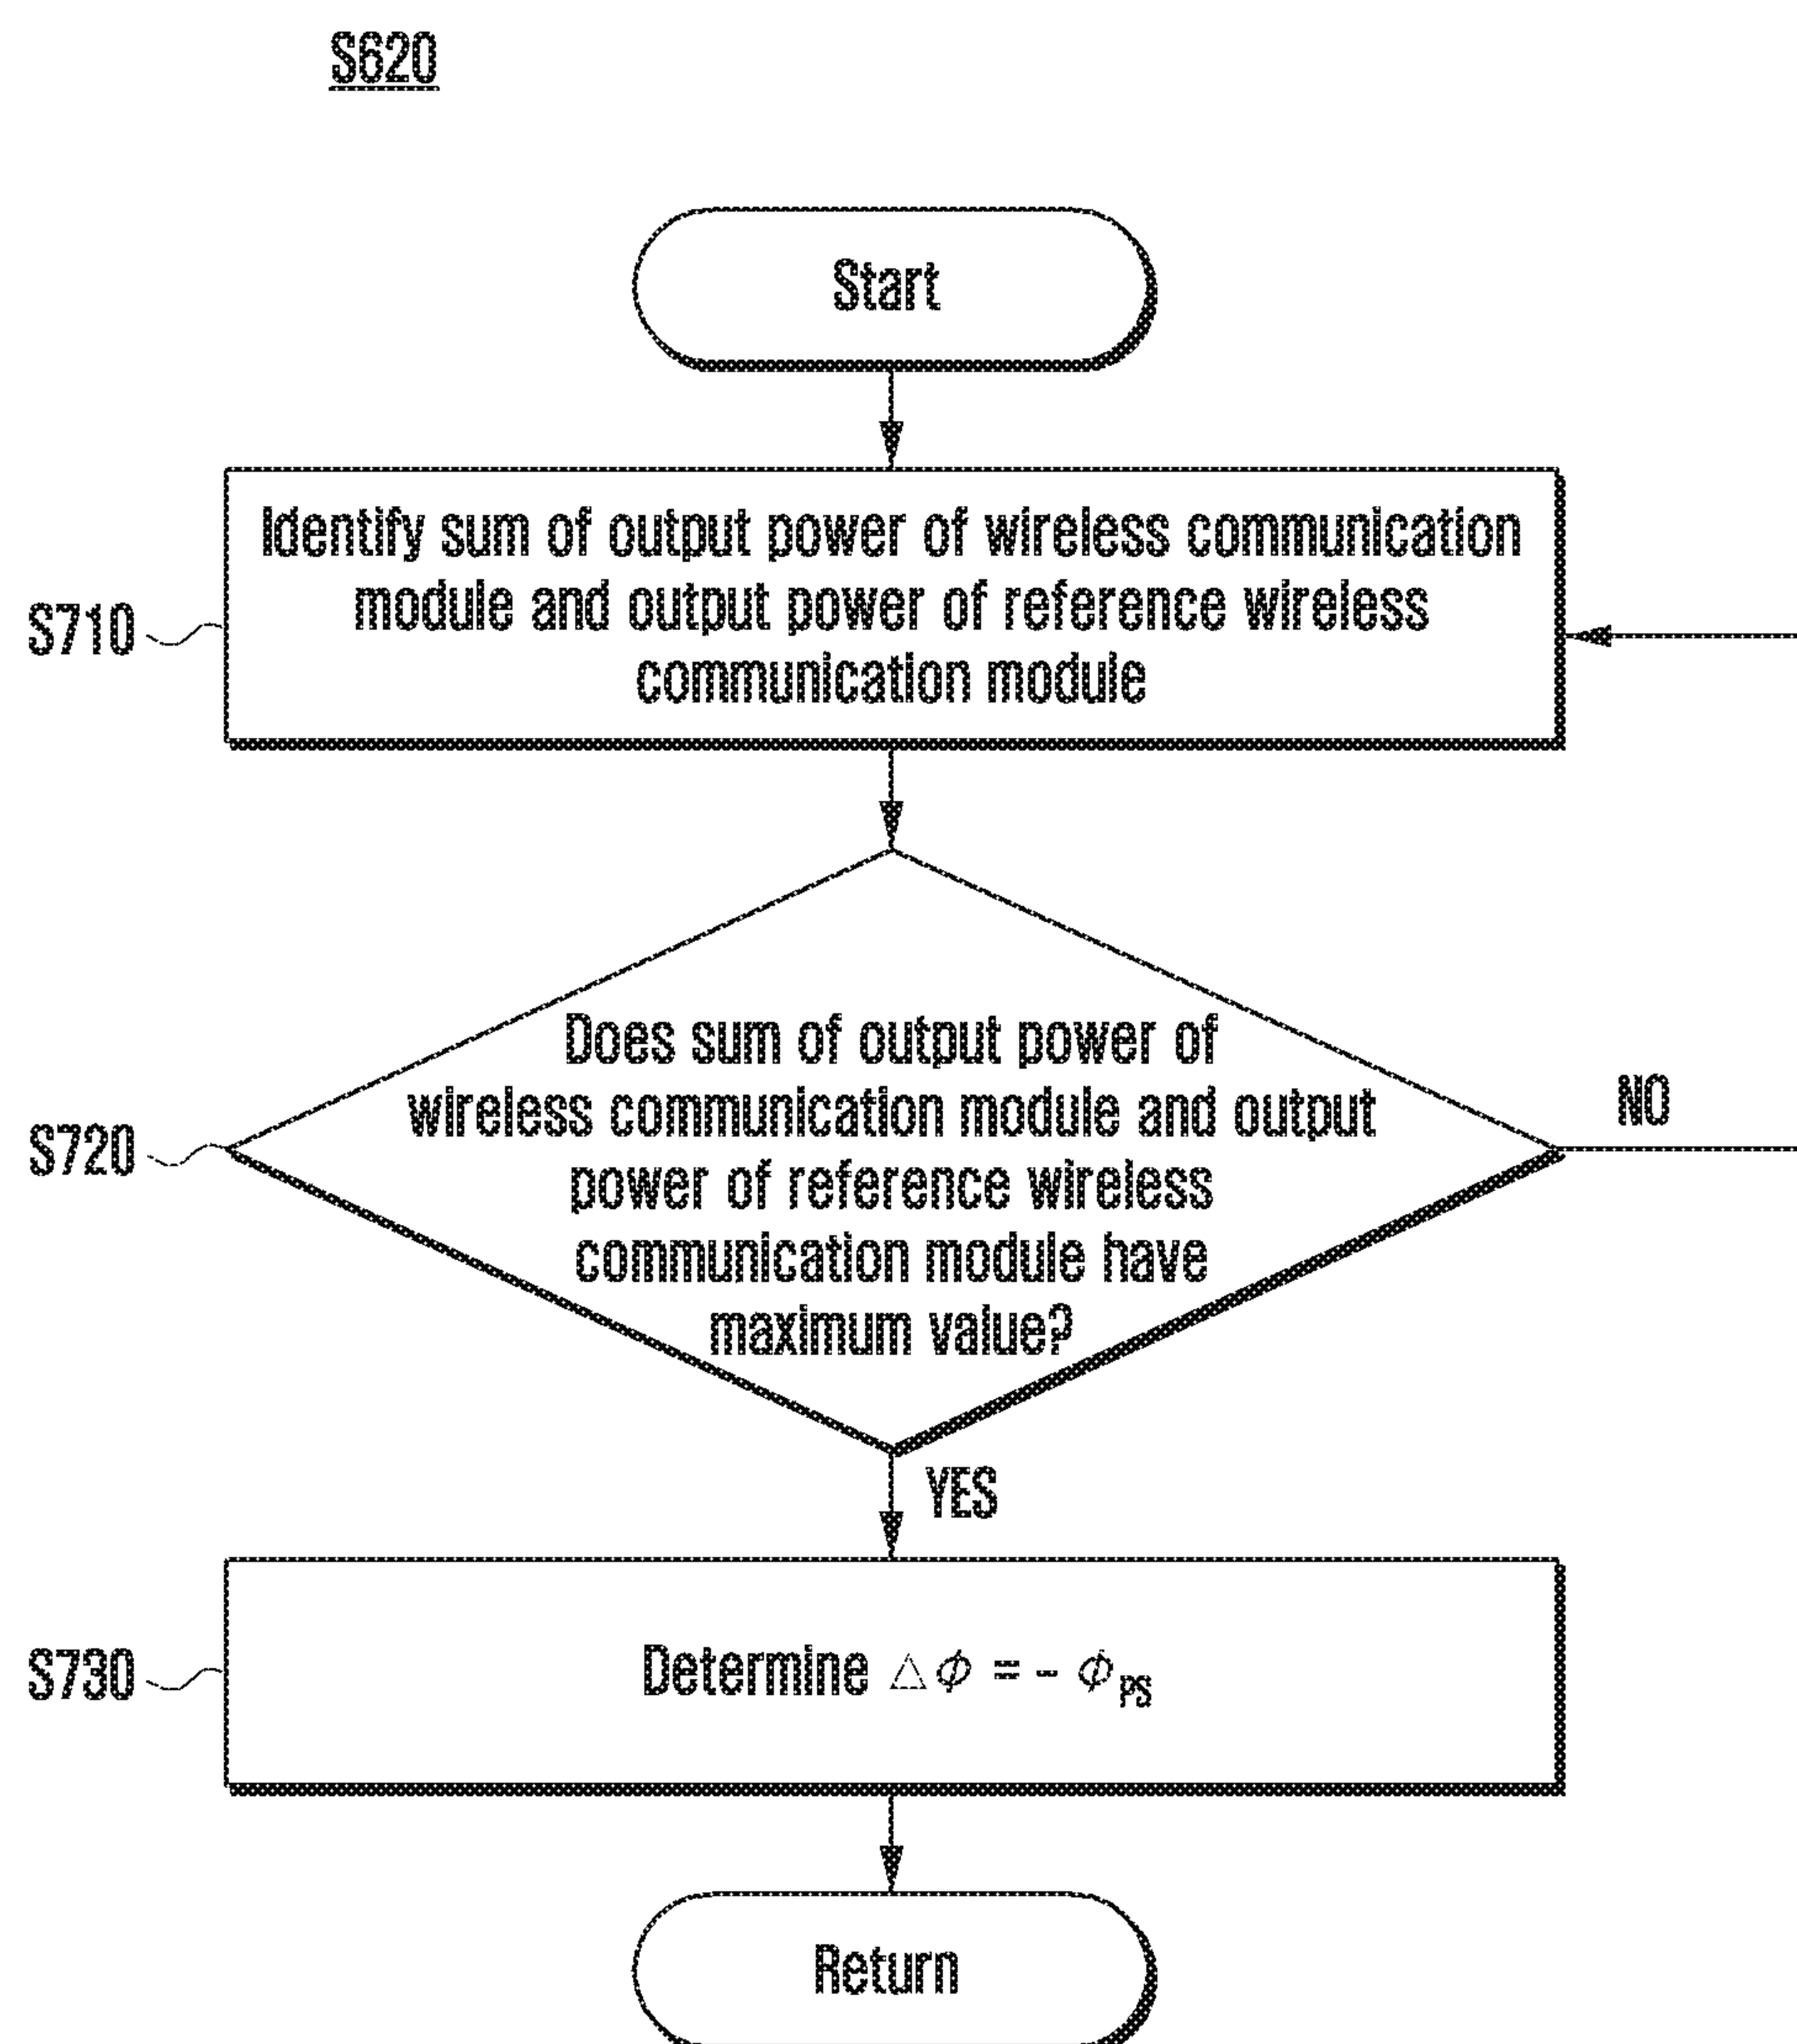 S620
Start
S710
Identify sum of output power of wireless communication
module and output power of reference wireless
communication module
S720
Does sum of output power of
wireless communication module and output
power of reference wireless
communication module have
maximum value?
NO
YES
S730
Determine △ϕ = - ϕPS
Return